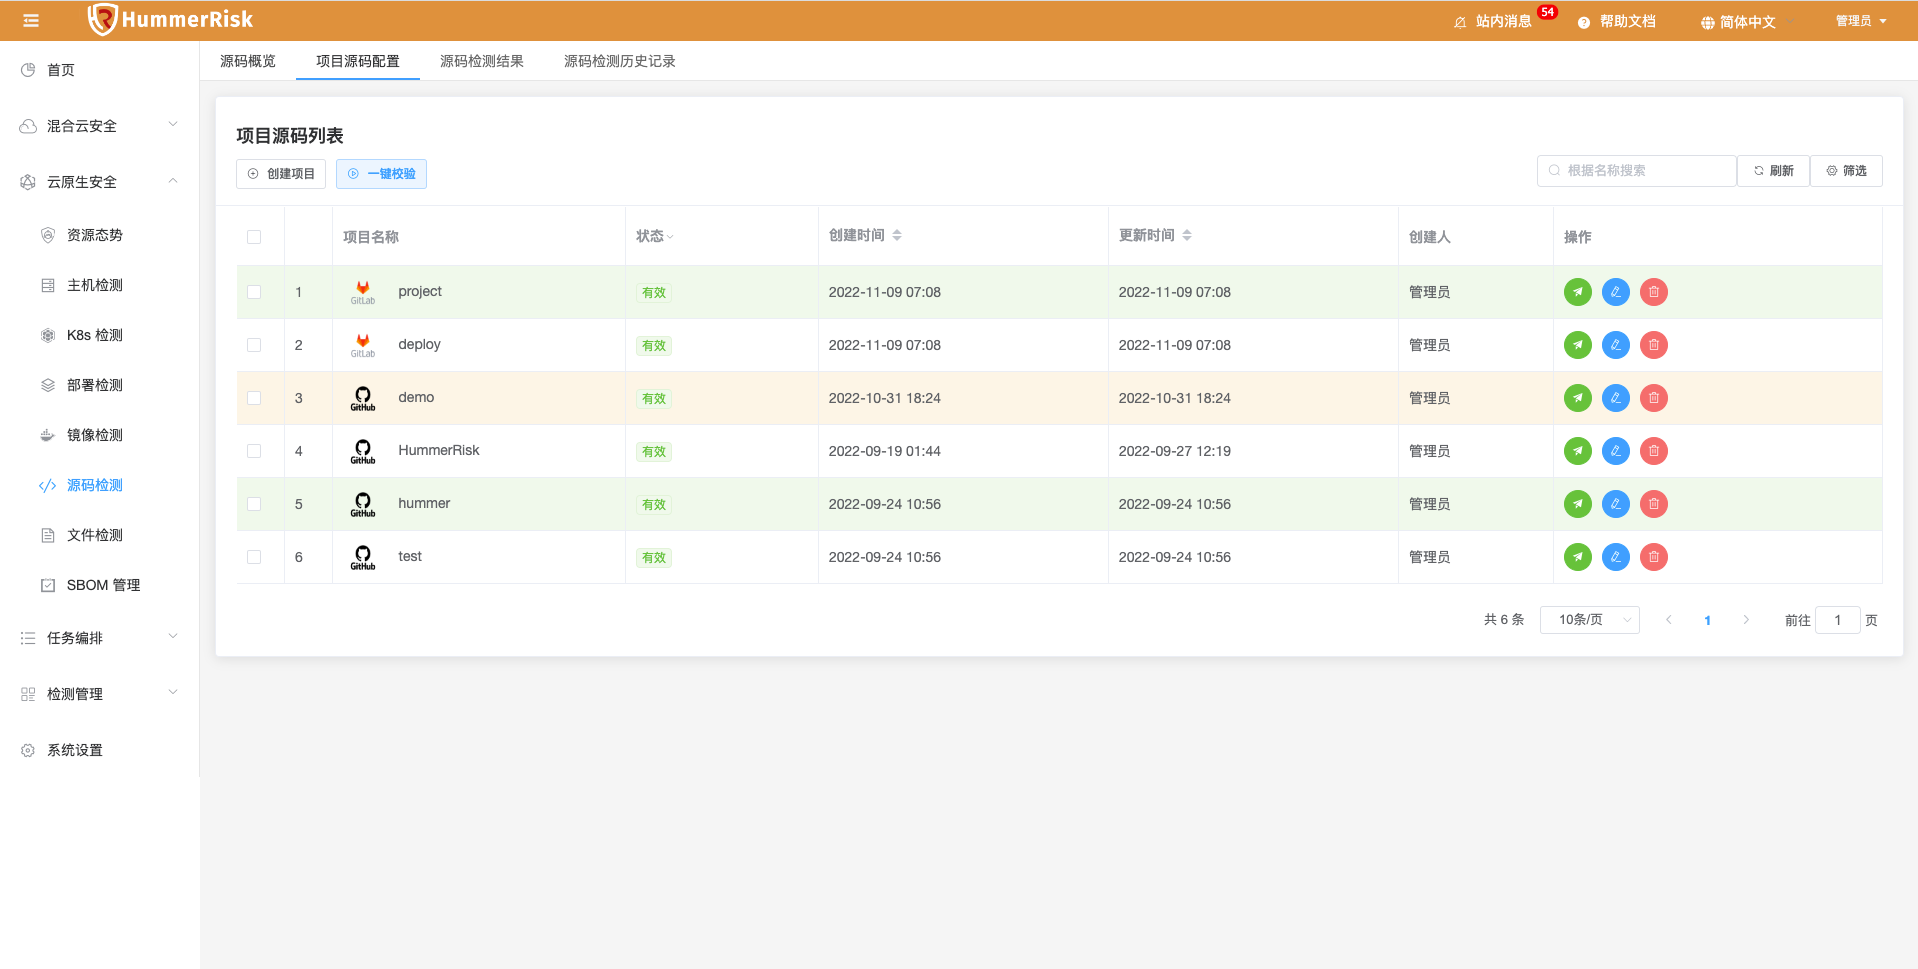 HummerRisk
站内消息 54 帮助文档 简体中文 管理员
首页
混合云安全
云原生安全
资源态势
主机检测
K8s 检测
部署检测
镜像检测
源码检测
文件检测
SBOM 管理
任务编排
检测管理
系统设置
源码概览 项目源码配置 源码检测结果 源码检测历史记录
项目源码列表
创建项目 一键校验 根据名称搜索 刷新 筛选
项目名称 状态 创建时间 更新时间 创建人 操作
1 GitLab project 有效 2022-11-09 07:08 2022-11-09 07:08 管理员
2 GitLab deploy 有效 2022-11-09 07:08 2022-11-09 07:08 管理员
3 GitHub demo 有效 2022-10-31 18:24 2022-10-31 18:24 管理员
4 GitHub HummerRisk 有效 2022-09-19 01:44 2022-09-27 12:19 管理员
5 GitHub hummer 有效 2022-09-24 10:56 2022-09-24 10:56 管理员
6 GitHub test 有效 2022-09-24 10:56 2022-09-24 10:56 管理员
共 6 条 10条/页 1 前往 1 页